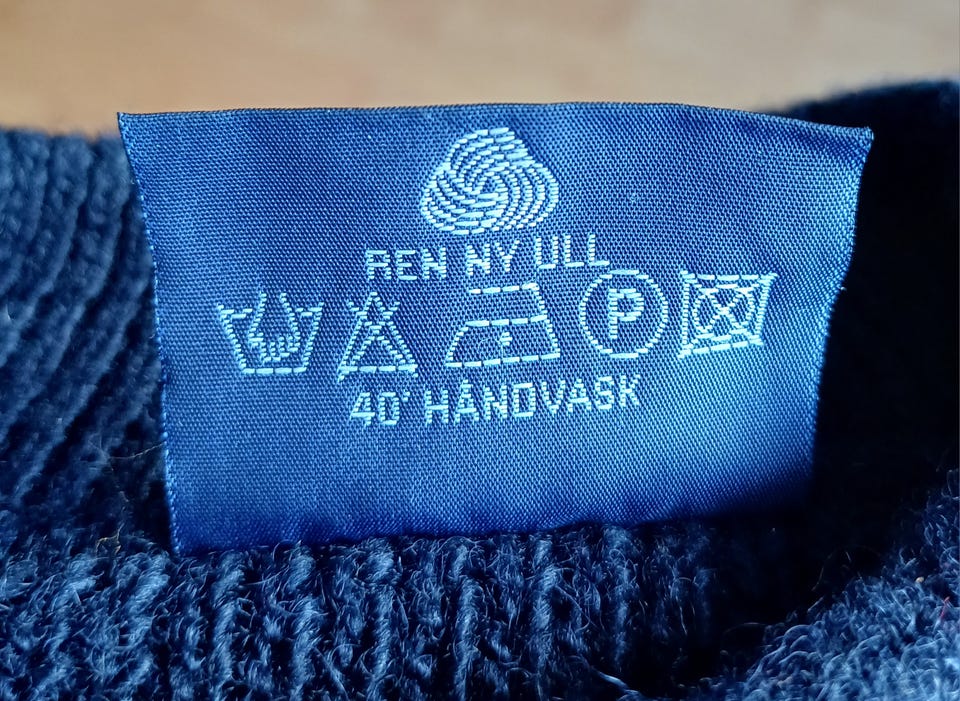 REN NY ULL
P
40° HÅNDVASK